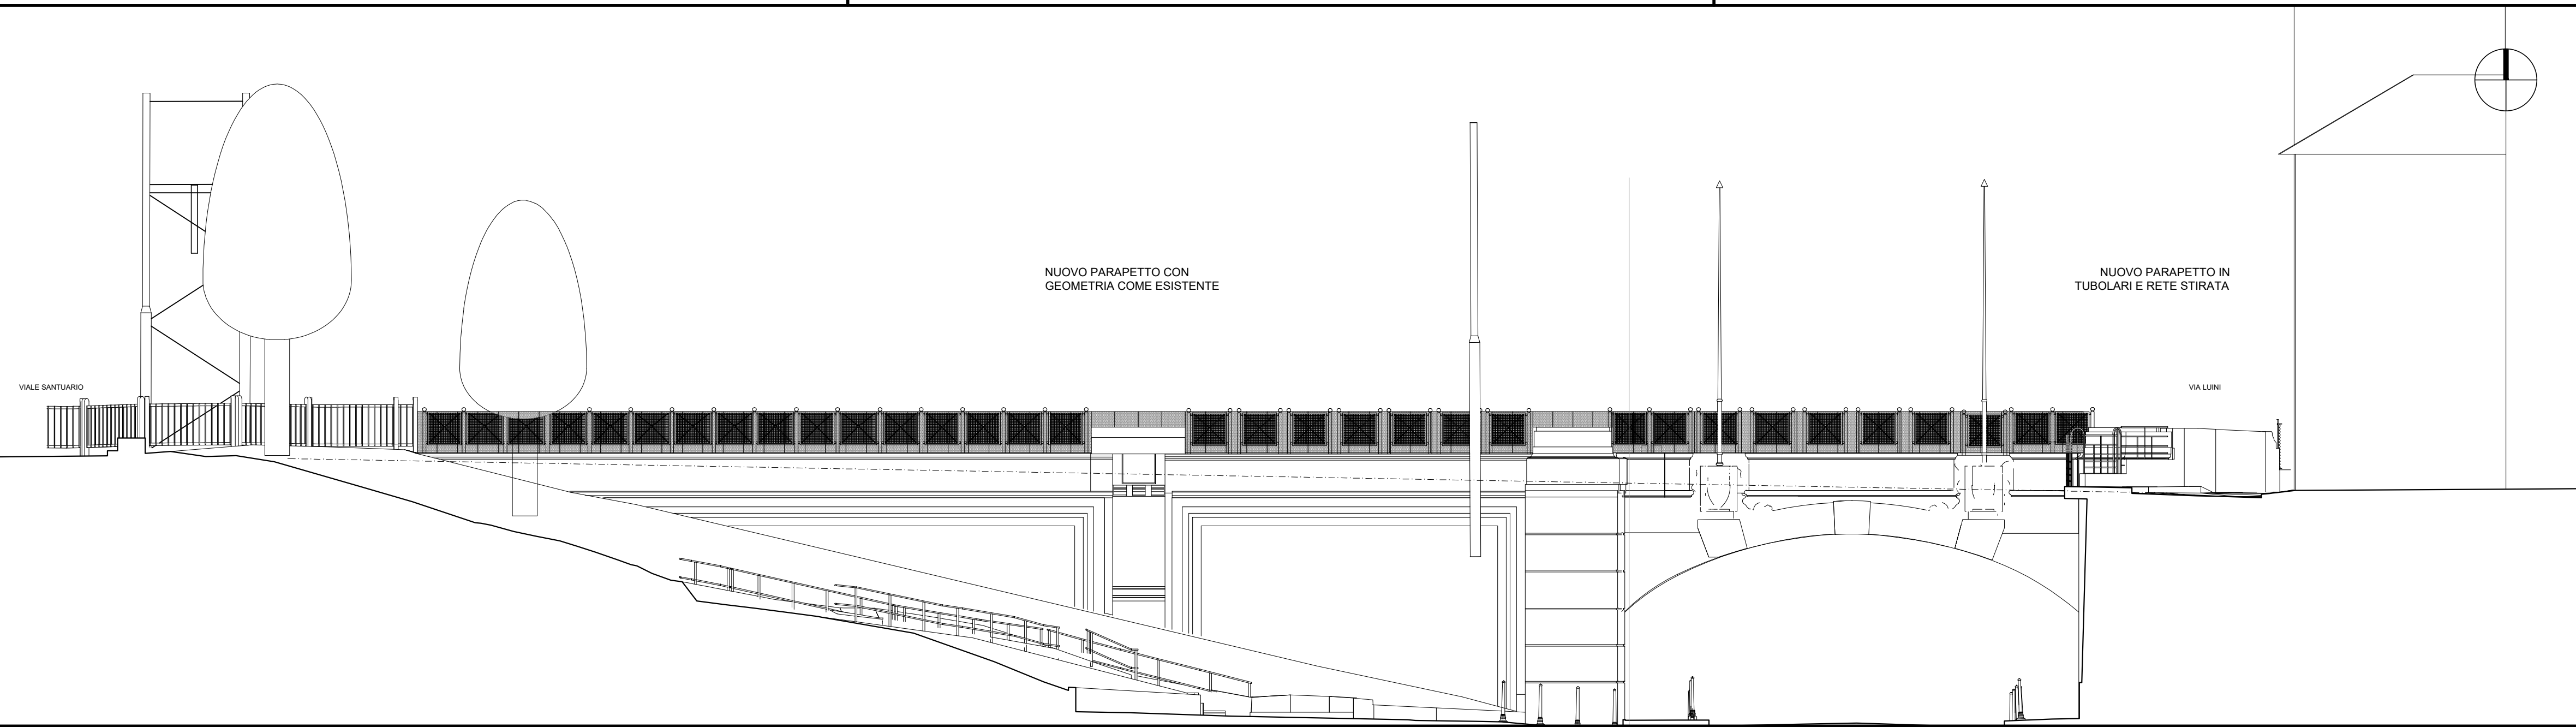 NUOVO PARAPETTO CON
GEOMETRIA COME ESISTENTE
NUOVO PARAPETTO IN
TUBOLARI E RETE STIRATA
VIALE SANTUARIO
VIA LUINI